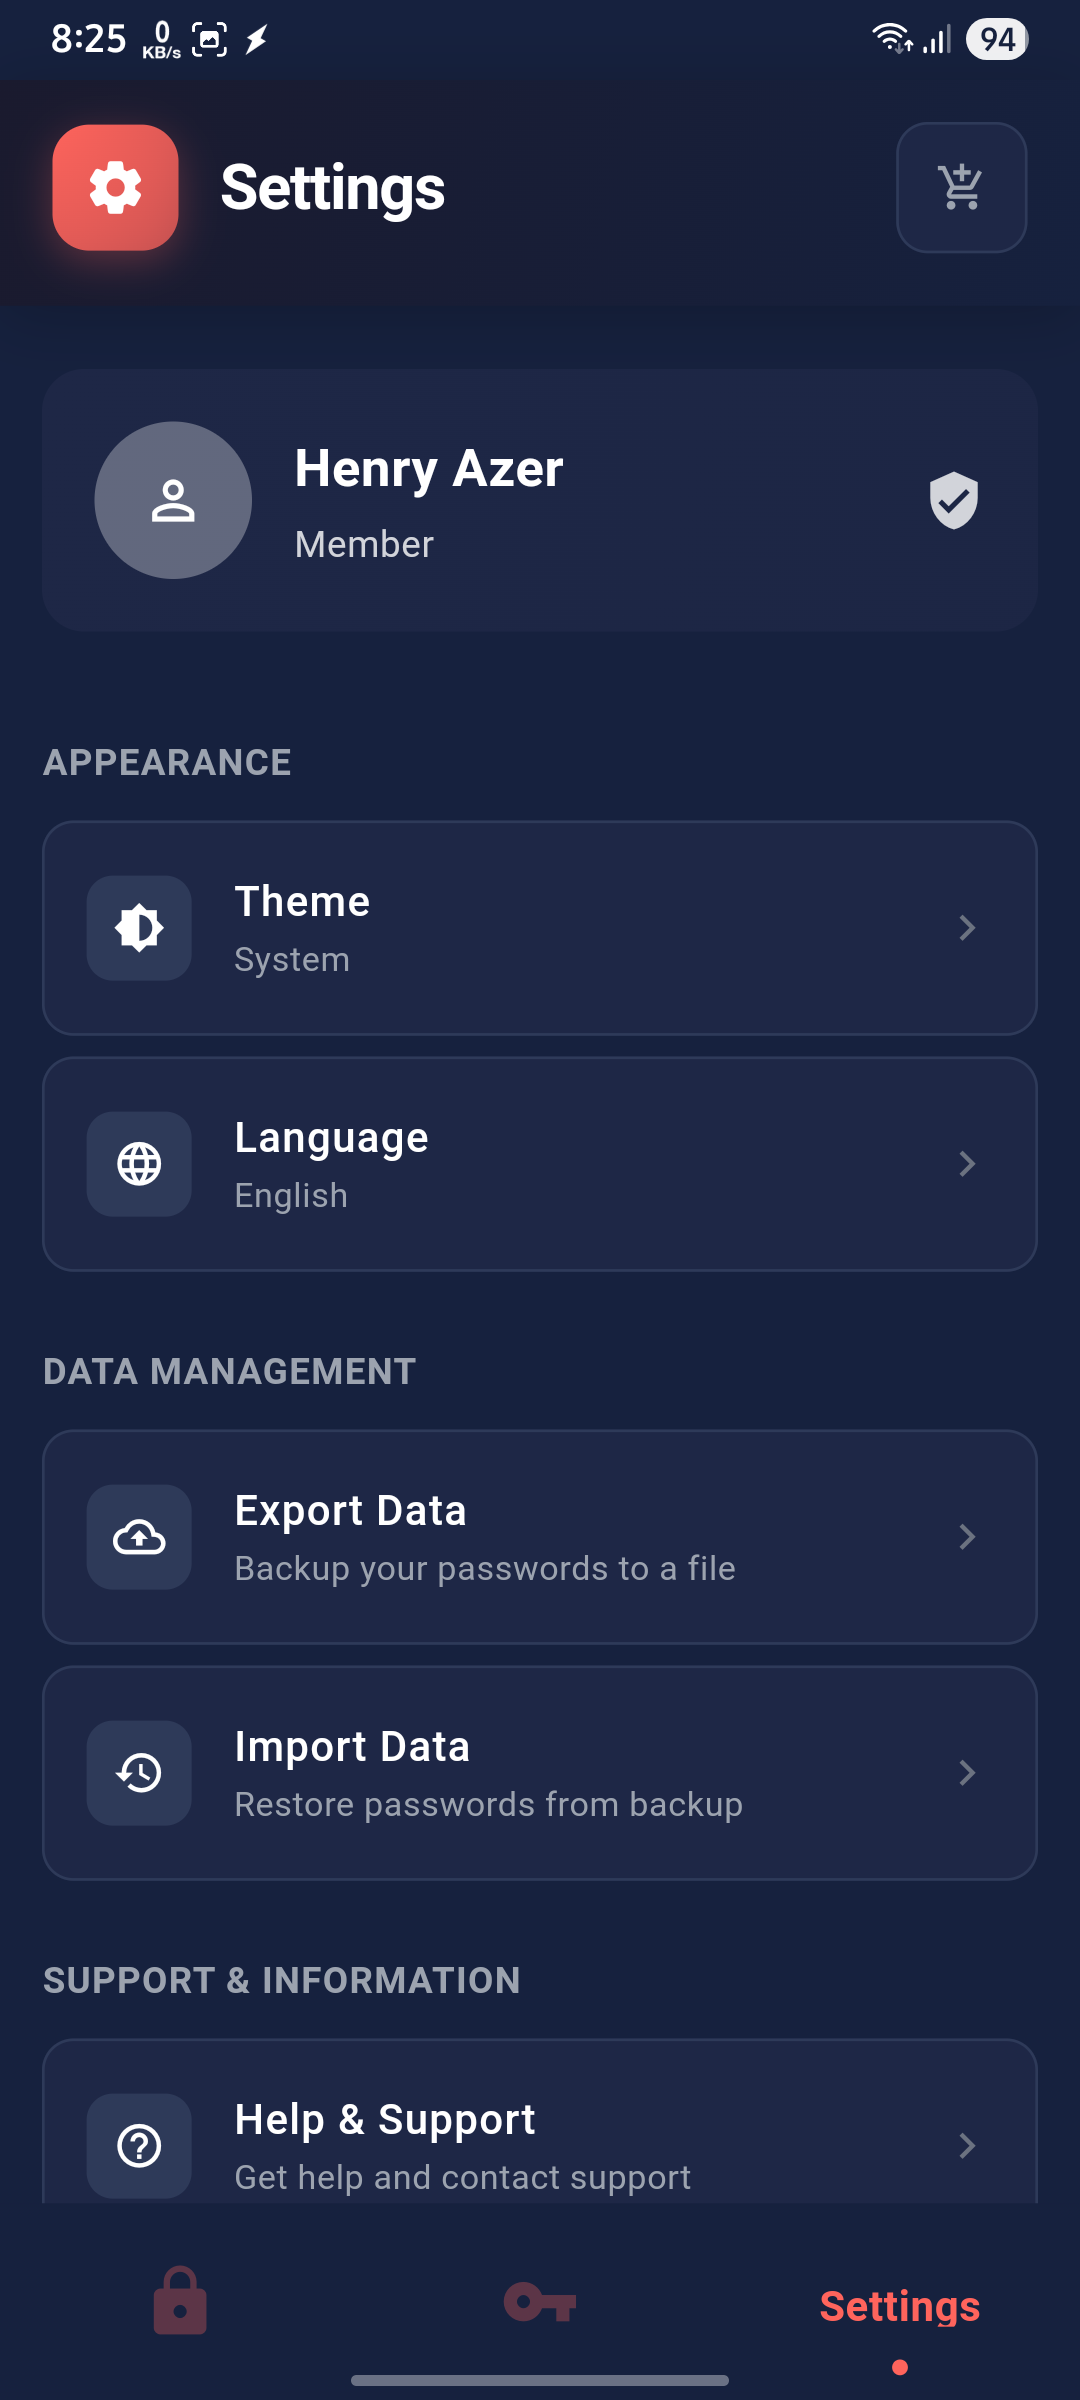 8:25
0
KB/s
94
Settings
Henry Azer
Member
APPEARANCE
Theme
System
Language
English
DATA MANAGEMENT
Export Data
Backup your passwords to a file
Import Data
Restore passwords from backup
SUPPORT & INFORMATION
Help & Support
Get help and contact support
Settings